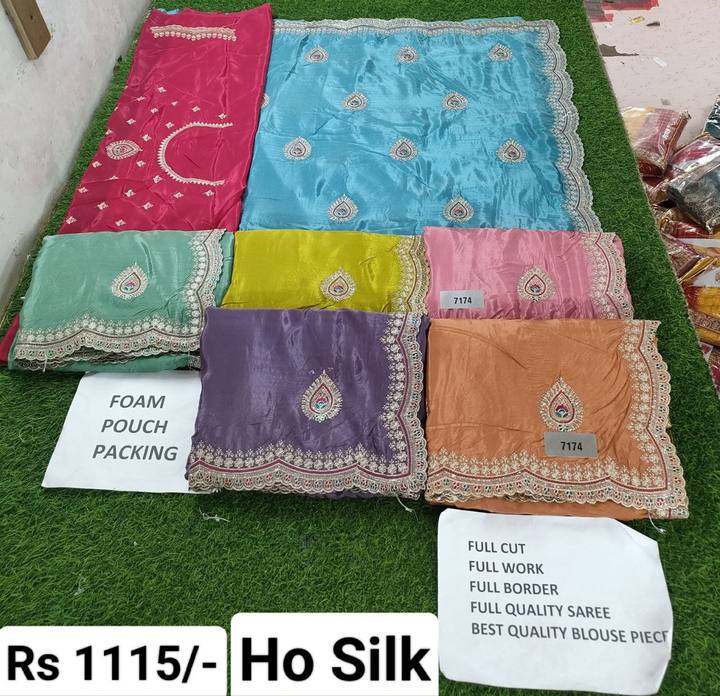 7174
7174
FOAM
POUCH
PACKING
FULL CUT
FULL WORK
FULL BORDER
FULL QUALITY SAREE
BEST QUALITY BLOUSE PIECE
Rs 1115/-
Ho Silk